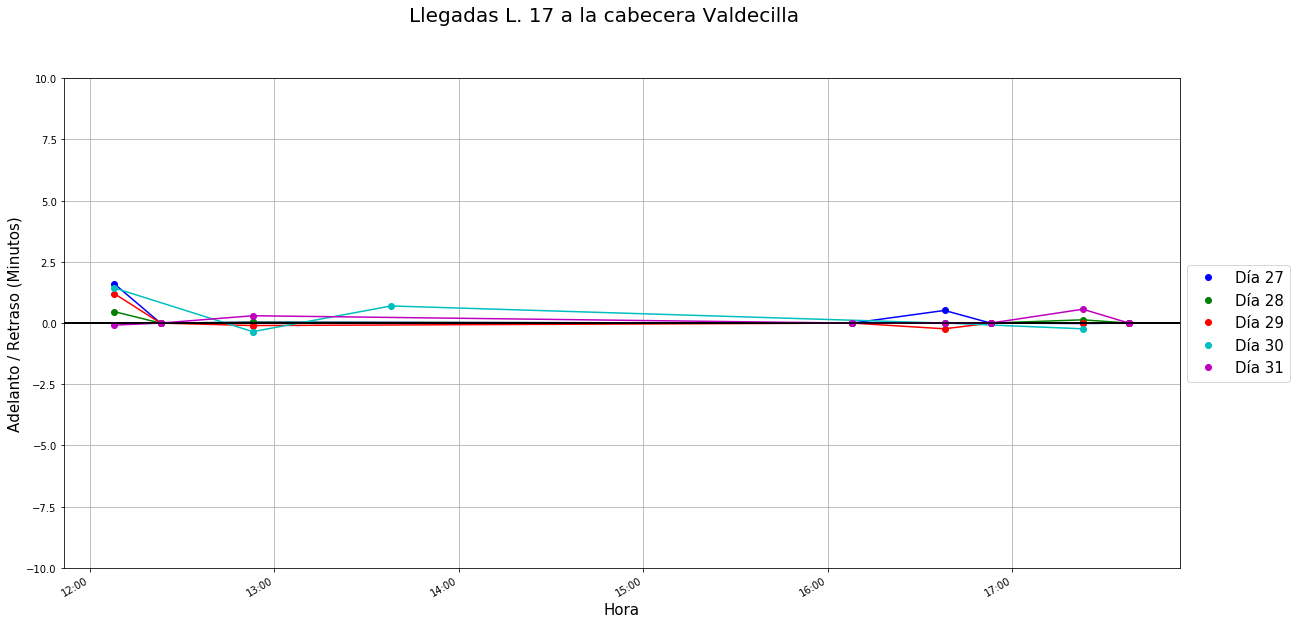 Llegadas L. 17 a la cabecera Valdecilla
Adelanto / Retraso (Minutos)
10.0
7.5
5.0
2.5
0.0
−2.5
−5.0
−7.5
−10.0
12:00
13:00
14:00
15:00
16:00
17:00
Hora
Día 27
Día 28
Día 29
Día 30
Día 31